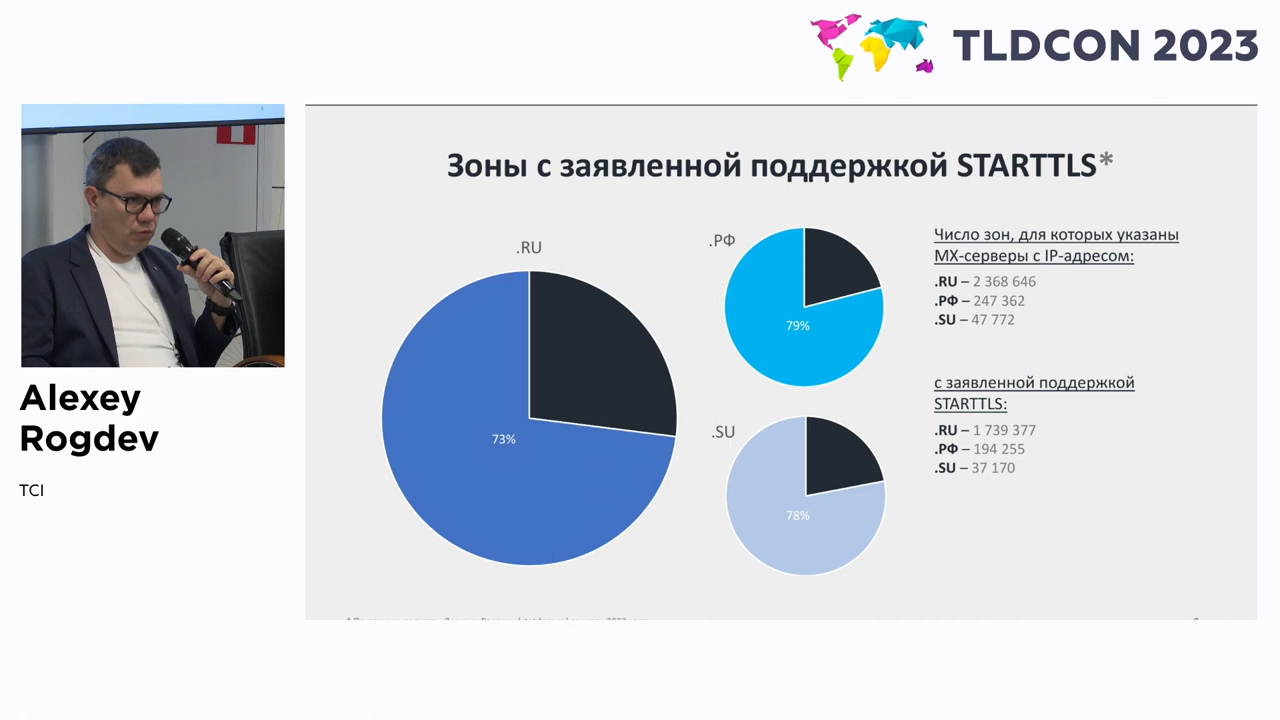 TLDCON 2023
Зоны с заявленной поддержкой STARTTLS*
.RU
73%
.РФ
79%
.SU
78%
Число зон, для которых указаны
MX-серверы с IP-адресом:
.RU – 2 368 646
.РФ – 247 362
.SU – 47 772
с заявленной поддержкой
STARTTLS:
.RU – 1 739 377
.РФ – 194 255
.SU – 37 170
Alexey
Rogdev
TCI